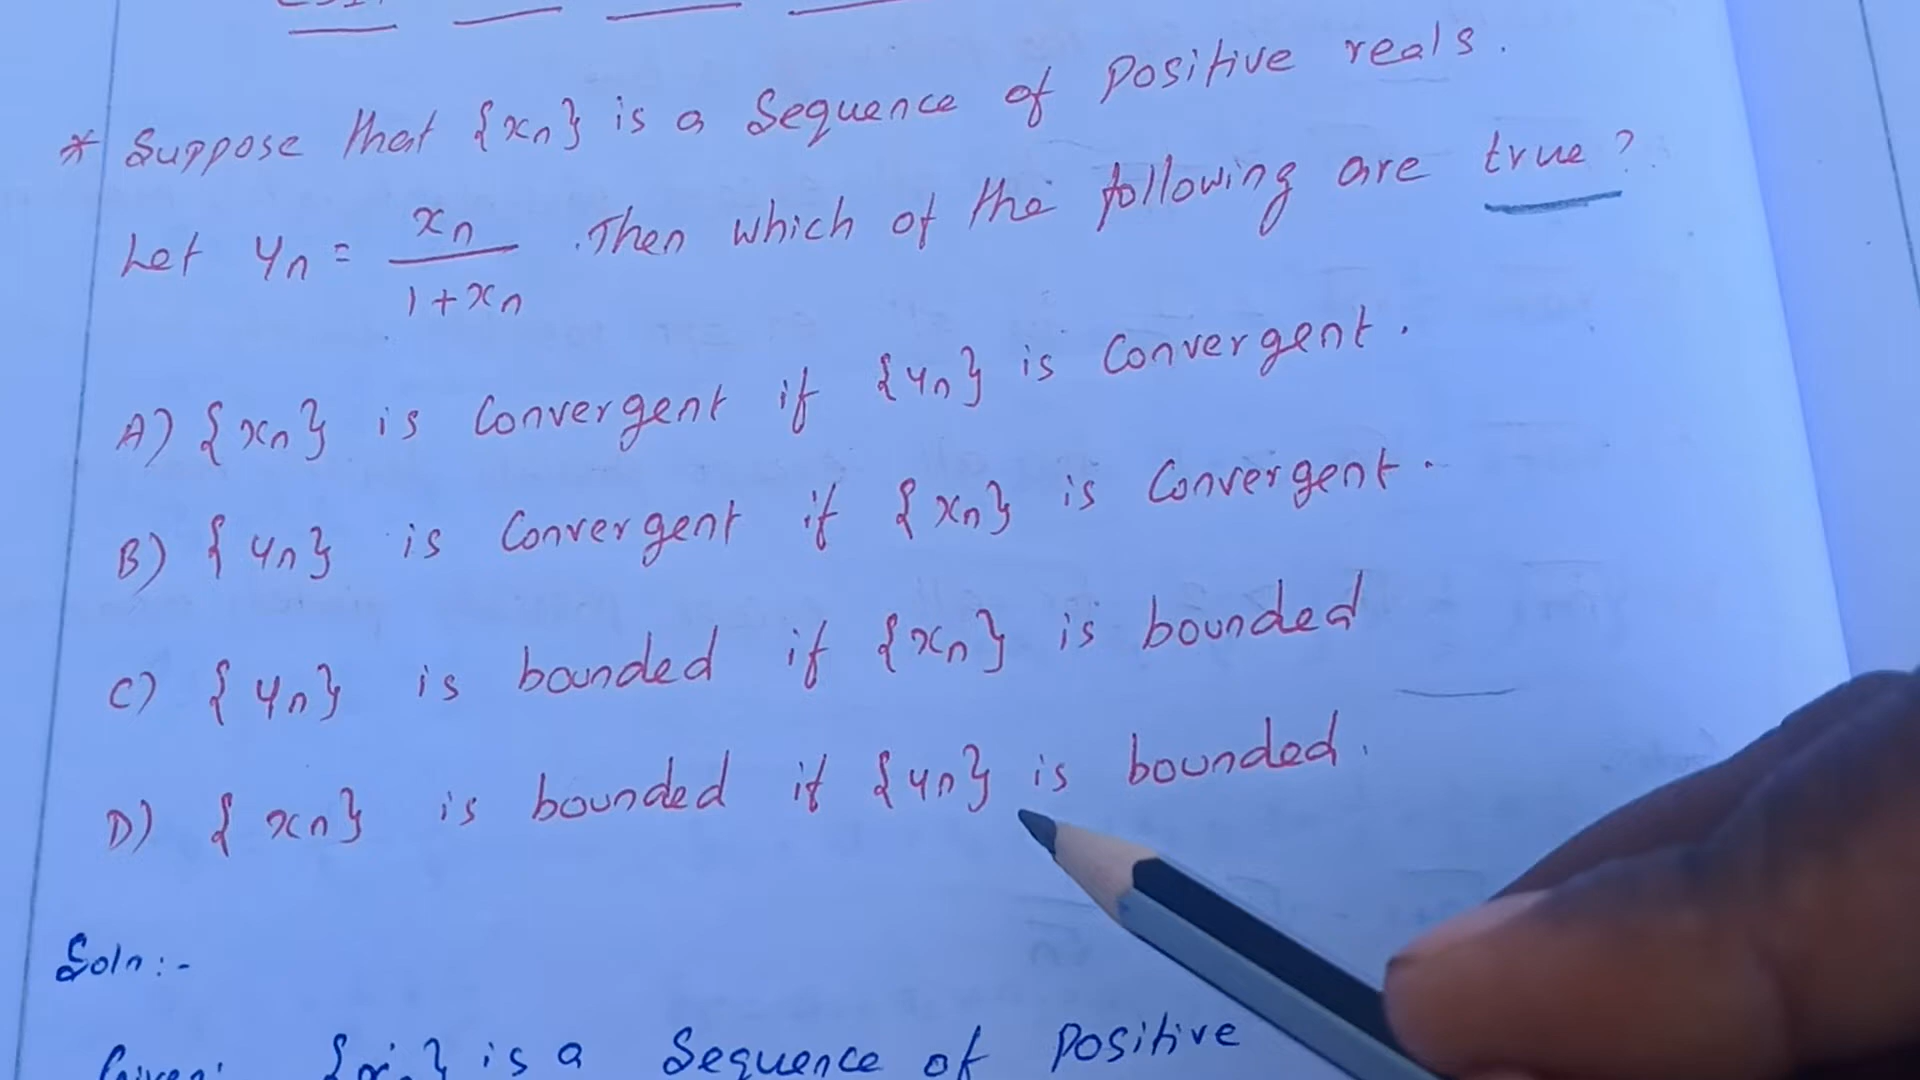 * Suppose that {xn} is a Sequence of Positive reals.
Let yn = xn / 1+xn . Then which of the following are true?
A) {xn} is Convergent if {yn} is Convergent.
B) {yn} is Convergent if {xn} is Convergent.
C) {yn} is bounded if {xn} is bounded
D) {xn} is bounded if {yn} is bounded.
Soln:-
Given: {xn} is a Sequence of Positive